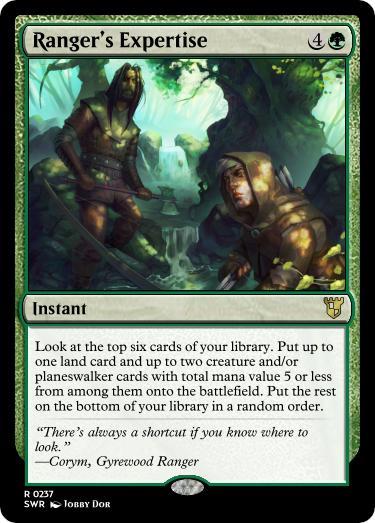 Ranger's Expertise 4
Instant
Look at the top six cards of your library. Put up to
one land card and up to two creature and/or
planeswalker cards with total mana value 5 or less
from among them onto the battlefield. Put the rest
on the bottom of your library in a random order.
“There's always a shortcut if you know where to
look.”
—Corym, Gyrewood Ranger
R 0237
SWR Jobby Dor